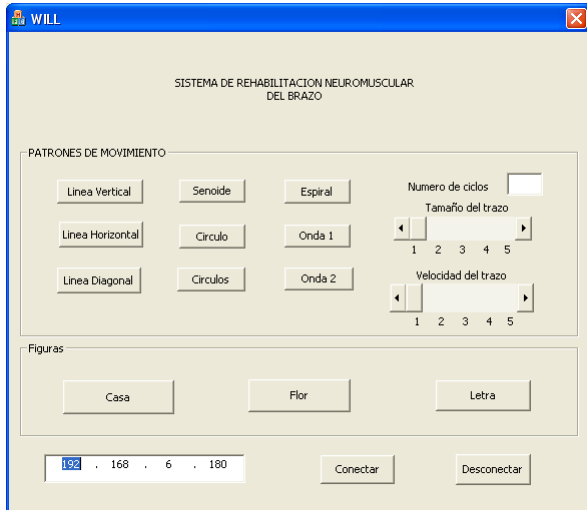 WILL
SISTEMA DE REHABILITACION NEUROMUSCULAR
DEL BRAZO
PATRONES DE MOVIMIENTO
Linea Vertical
Senoide
Espiral
Numero de ciclos
Linea Horizontal
Circulo
Onda 1
Tamaño del trazo
1 2 3 4 5
Linea Diagonal
Circulos
Onda 2
Velocidad del trazo
1 2 3 4 5
Figuras
Casa
Flor
Letra
192 . 168 . 6 . 180
Conectar
Desconectar